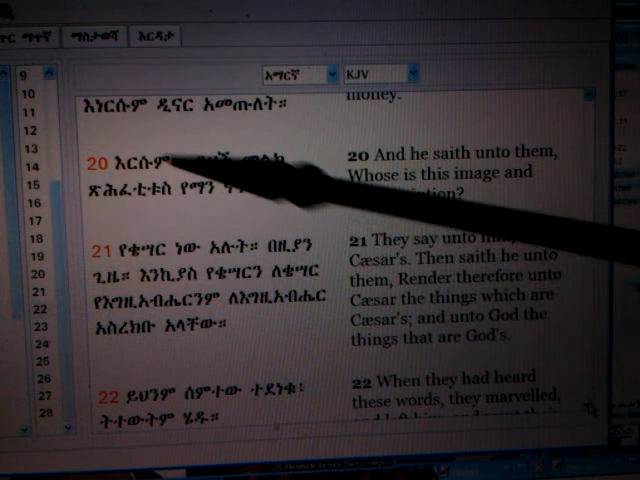 ማስታወሻ
እርዳታ
9
10
11
12
13
14
15
16
17
18
19
20
21
22
23
24
25
26
27
28
አማርኛ
KJV
እነርሱም ዲናር አመጡለት።
20 እርሱም
ጽሕፈቲቱስ የማን
21 የቄሣር ነው አሉት። በዚያን
ጊዜ። እንኪያስ የቄሣርን ለቄሣር
የእግዚአብሔርንም ለእግዚአብሔር
አስረክቡ አላቸው።
22 ይህንም ሰምተው ተደነቁ፥
ትተውትም ሄዱ።
money.
20 And he saith unto them,
Whose is this image and
21 They say unto
Cæsar's. Then saith he unto
them, Render therefore unto
Cæsar the things which are
Cæsar's; and unto God the
things that are God's.
22 When they had heard
these words, they marvelled,